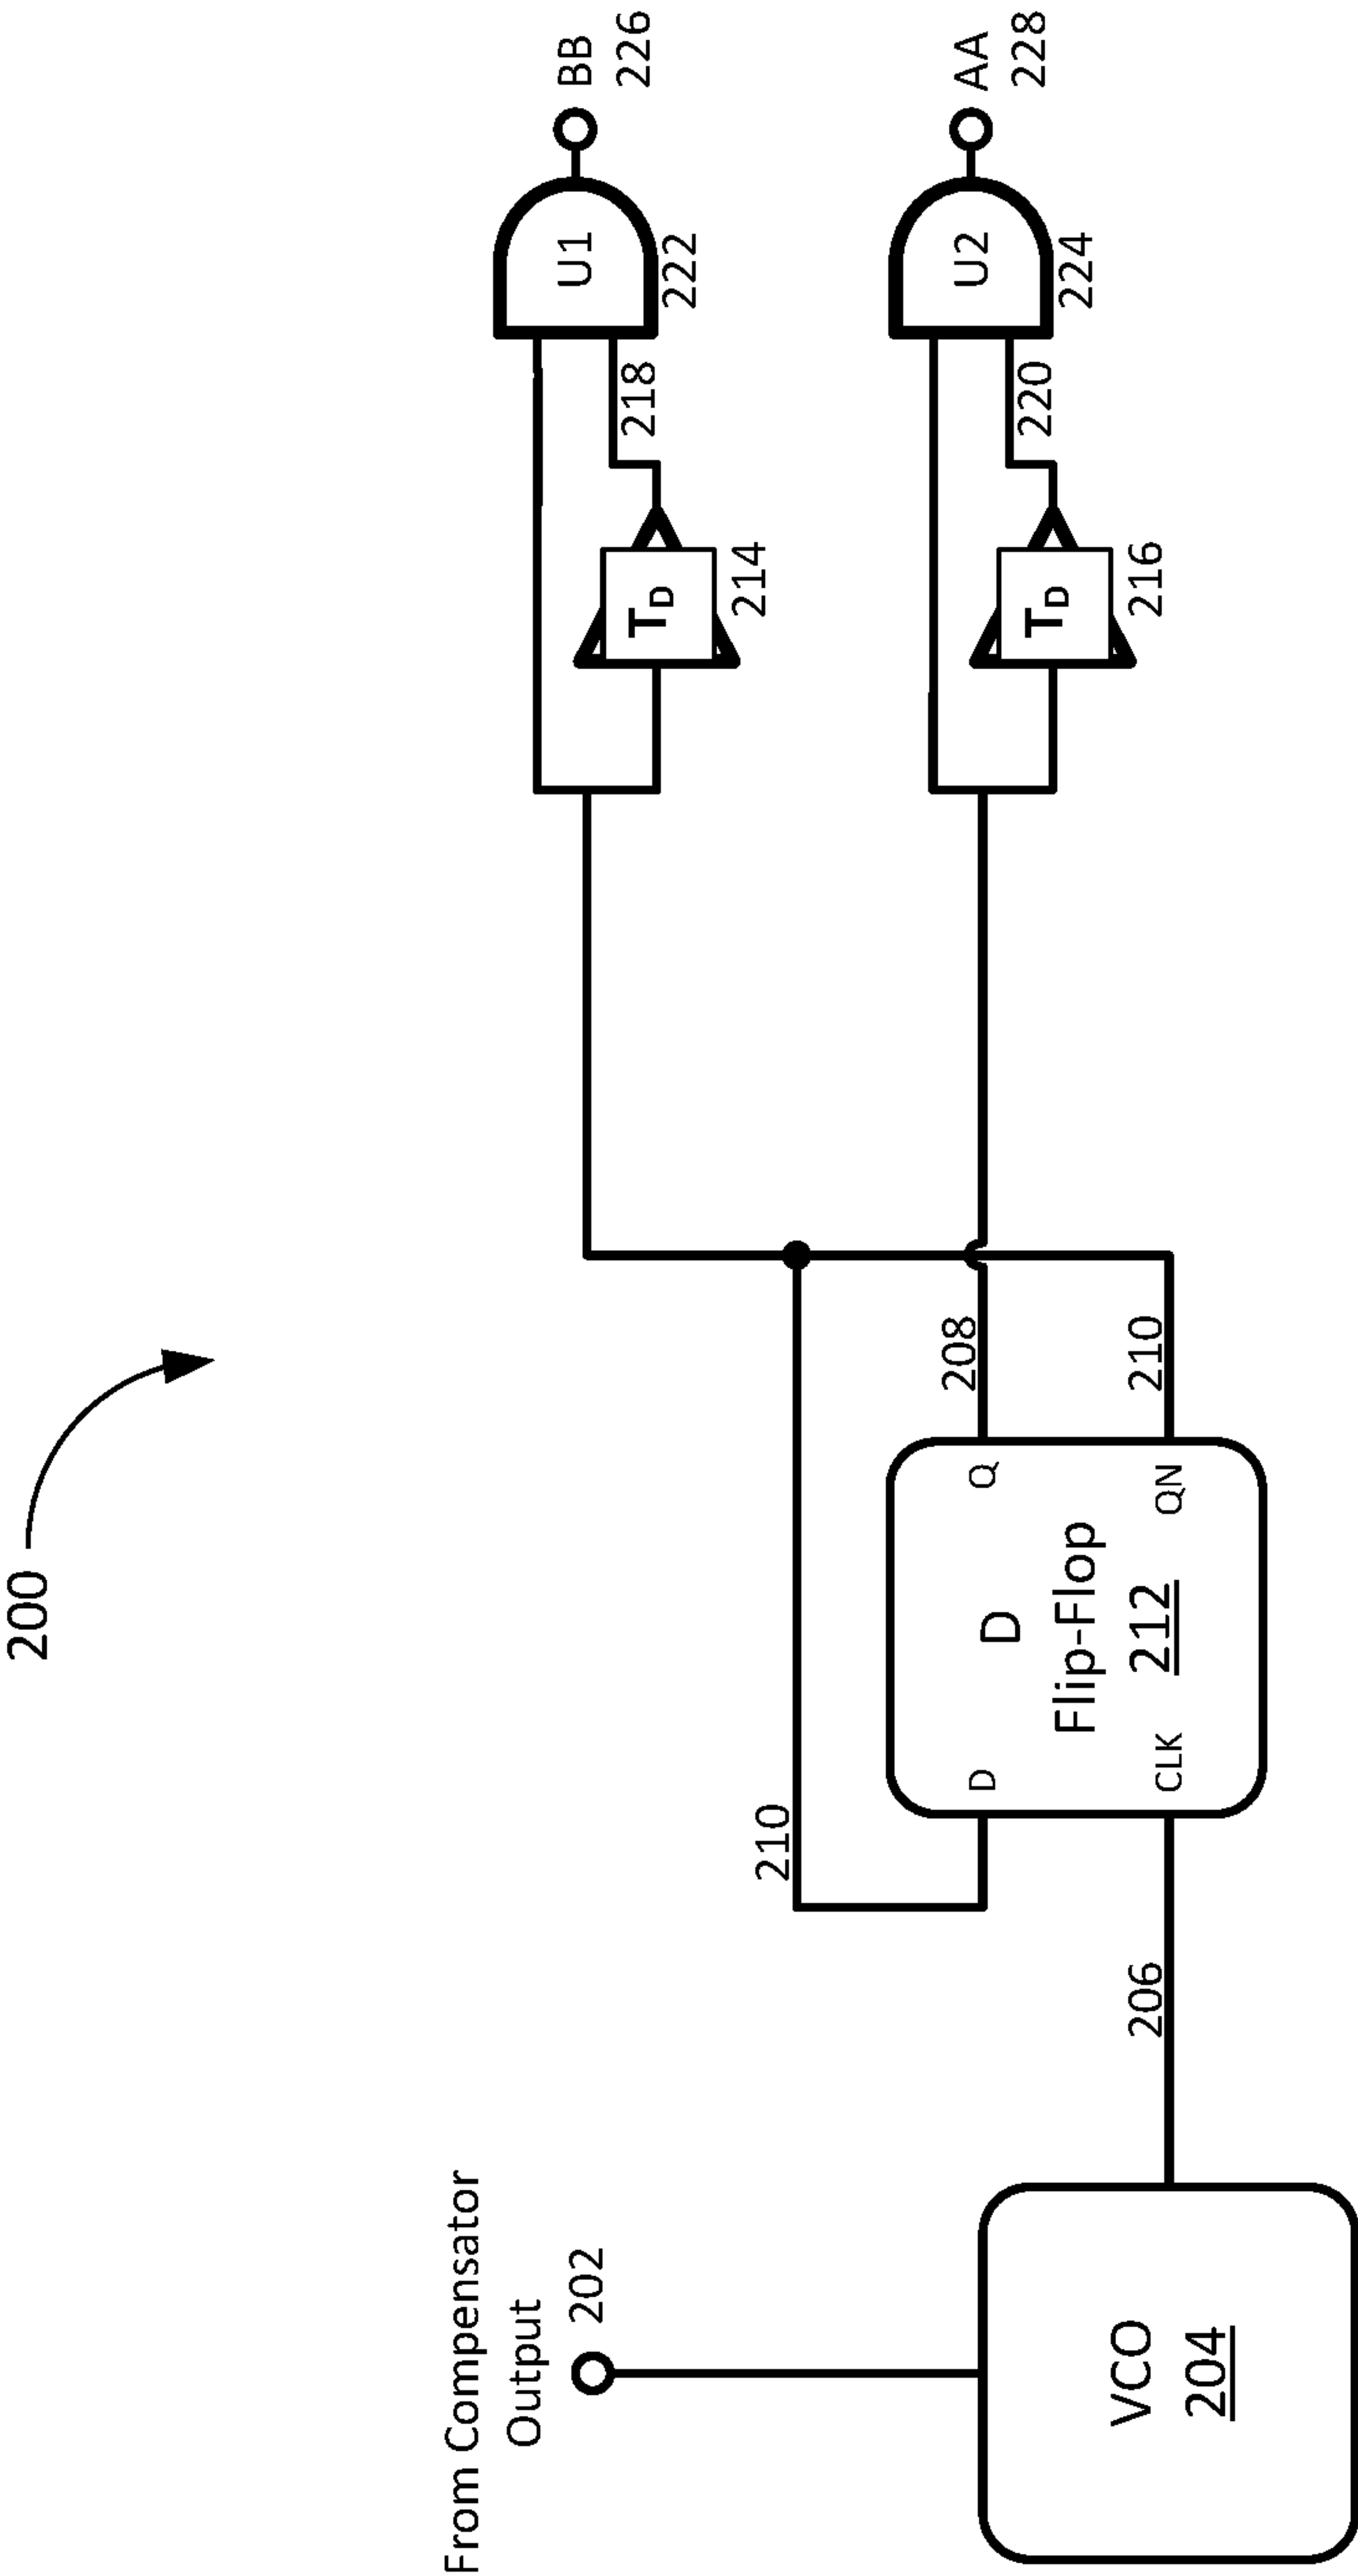 200
From Compensator
Output
202
VCO
204
206
210
D
CLK
D
Flip-Flop
212
Q
QN
208
210
T_D
214
218
U1
222
BB
226
T_D
216
220
U2
224
AA
228